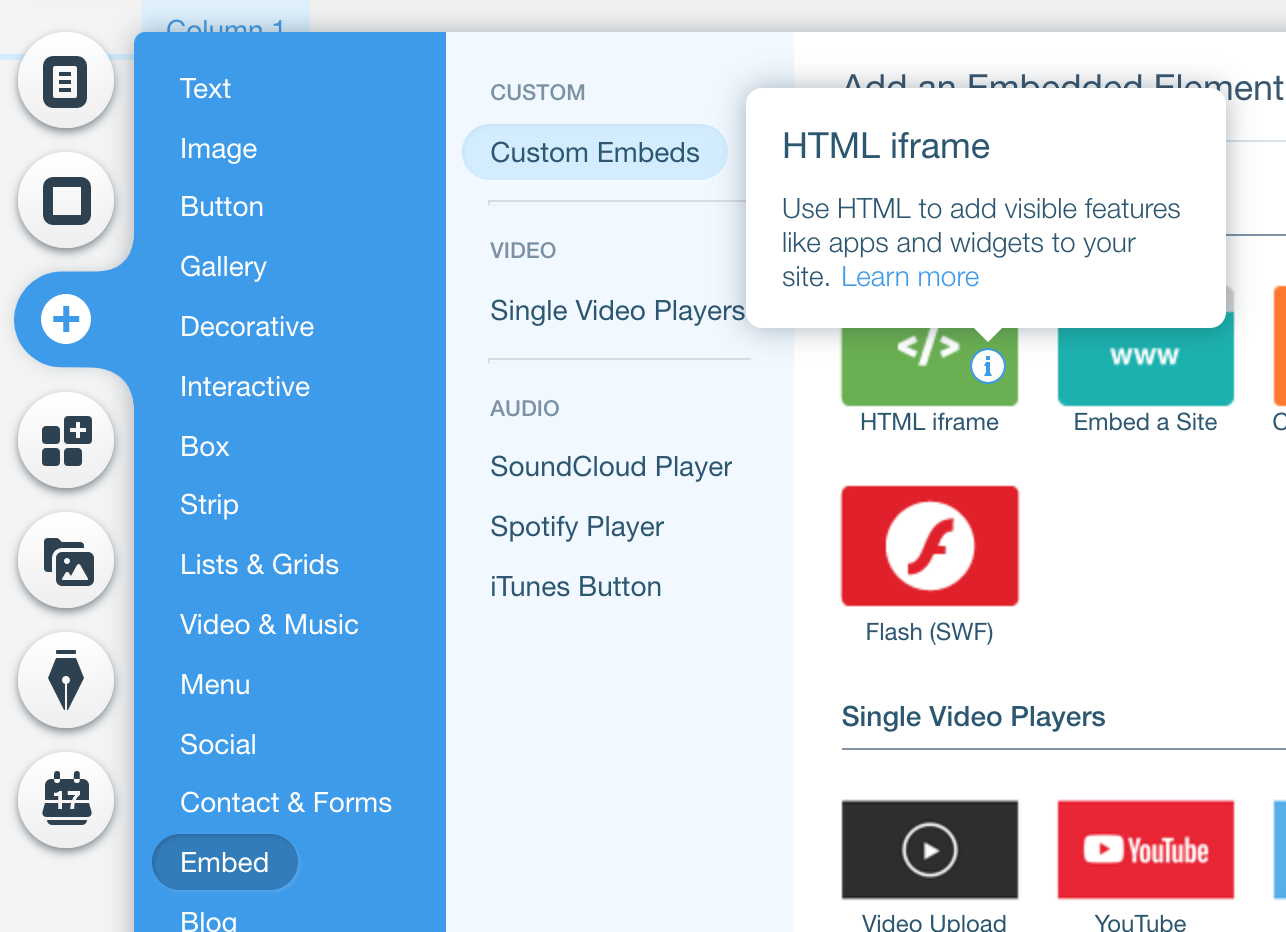 Column 1
Text
Image
Button
Gallery
Decorative
Interactive
Box
Strip
Lists & Grids
Video & Music
Menu
Social
Contact & Forms
Embed
Blog
17
CUSTOM
Custom Embeds
VIDEO
Single Video Players
AUDIO
SoundCloud Player
Spotify Player
iTunes Button
Add an Embedded Element
HTML iframe
Use HTML to add visible features
like apps and widgets to your
site. Learn more
</>
i
www
HTML iframe
Embed a Site
C
Flash (SWF)
Single Video Players
YouTube
Video Upload
YouTube